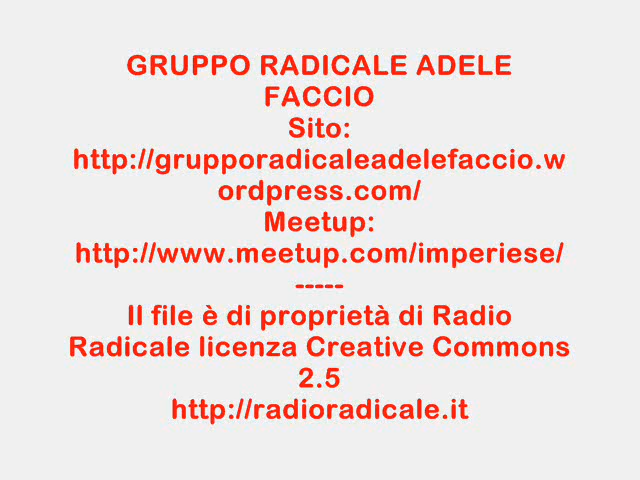 GRUPPO RADICALE ADELE
FACCIO
Sito:
http://grupporadicaleadelefaccio.w
ordpress.com/
Meetup:
http://www.meetup.com/imperiese/
-----
Il file è di proprietà di Radio
Radicale licenza Creative Commons
2.5
http://radioradicale.it